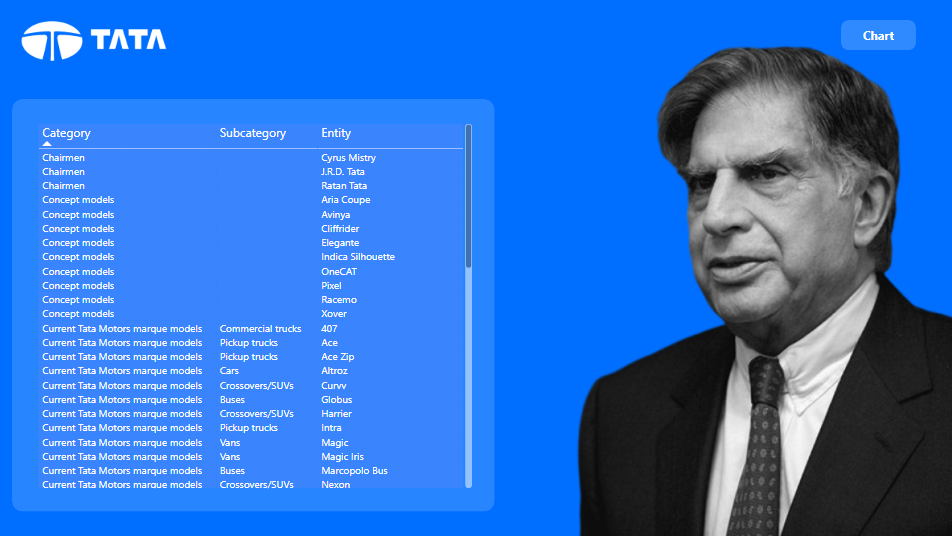 TATA
Chart
Category Subcategory Entity
Chairmen Cyrus Mistry
Chairmen J.R.D. Tata
Chairmen Ratan Tata
Concept models Aria Coupe
Concept models Avinya
Concept models Cliffrider
Concept models Elegante
Concept models Indica Silhouette
Concept models OneCAT
Concept models Pixel
Concept models Racemo
Concept models Xover
Current Tata Motors marque models Commercial trucks 407
Current Tata Motors marque models Pickup trucks Ace
Current Tata Motors marque models Pickup trucks Ace Zip
Current Tata Motors marque models Cars Altroz
Current Tata Motors marque models Crossovers/SUVs Curvv
Current Tata Motors marque models Buses Globus
Current Tata Motors marque models Crossovers/SUVs Harrier
Current Tata Motors marque models Pickup trucks Intra
Current Tata Motors marque models Vans Magic
Current Tata Motors marque models Vans Magic Iris
Current Tata Motors marque models Buses Marcopolo Bus
Current Tata Motors marque models Crossovers/SUVs Nexon